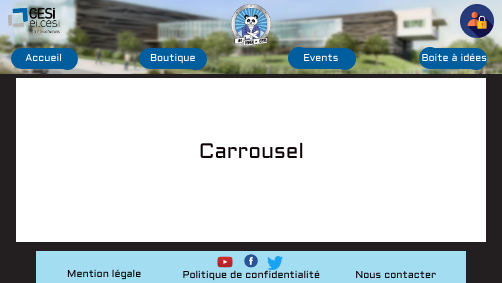 CESi
ei.cesi
Accueil
Boutique
Events
Boite à idées
Carrousel
Mention légale
Politique de confidentialité
Nous contacter